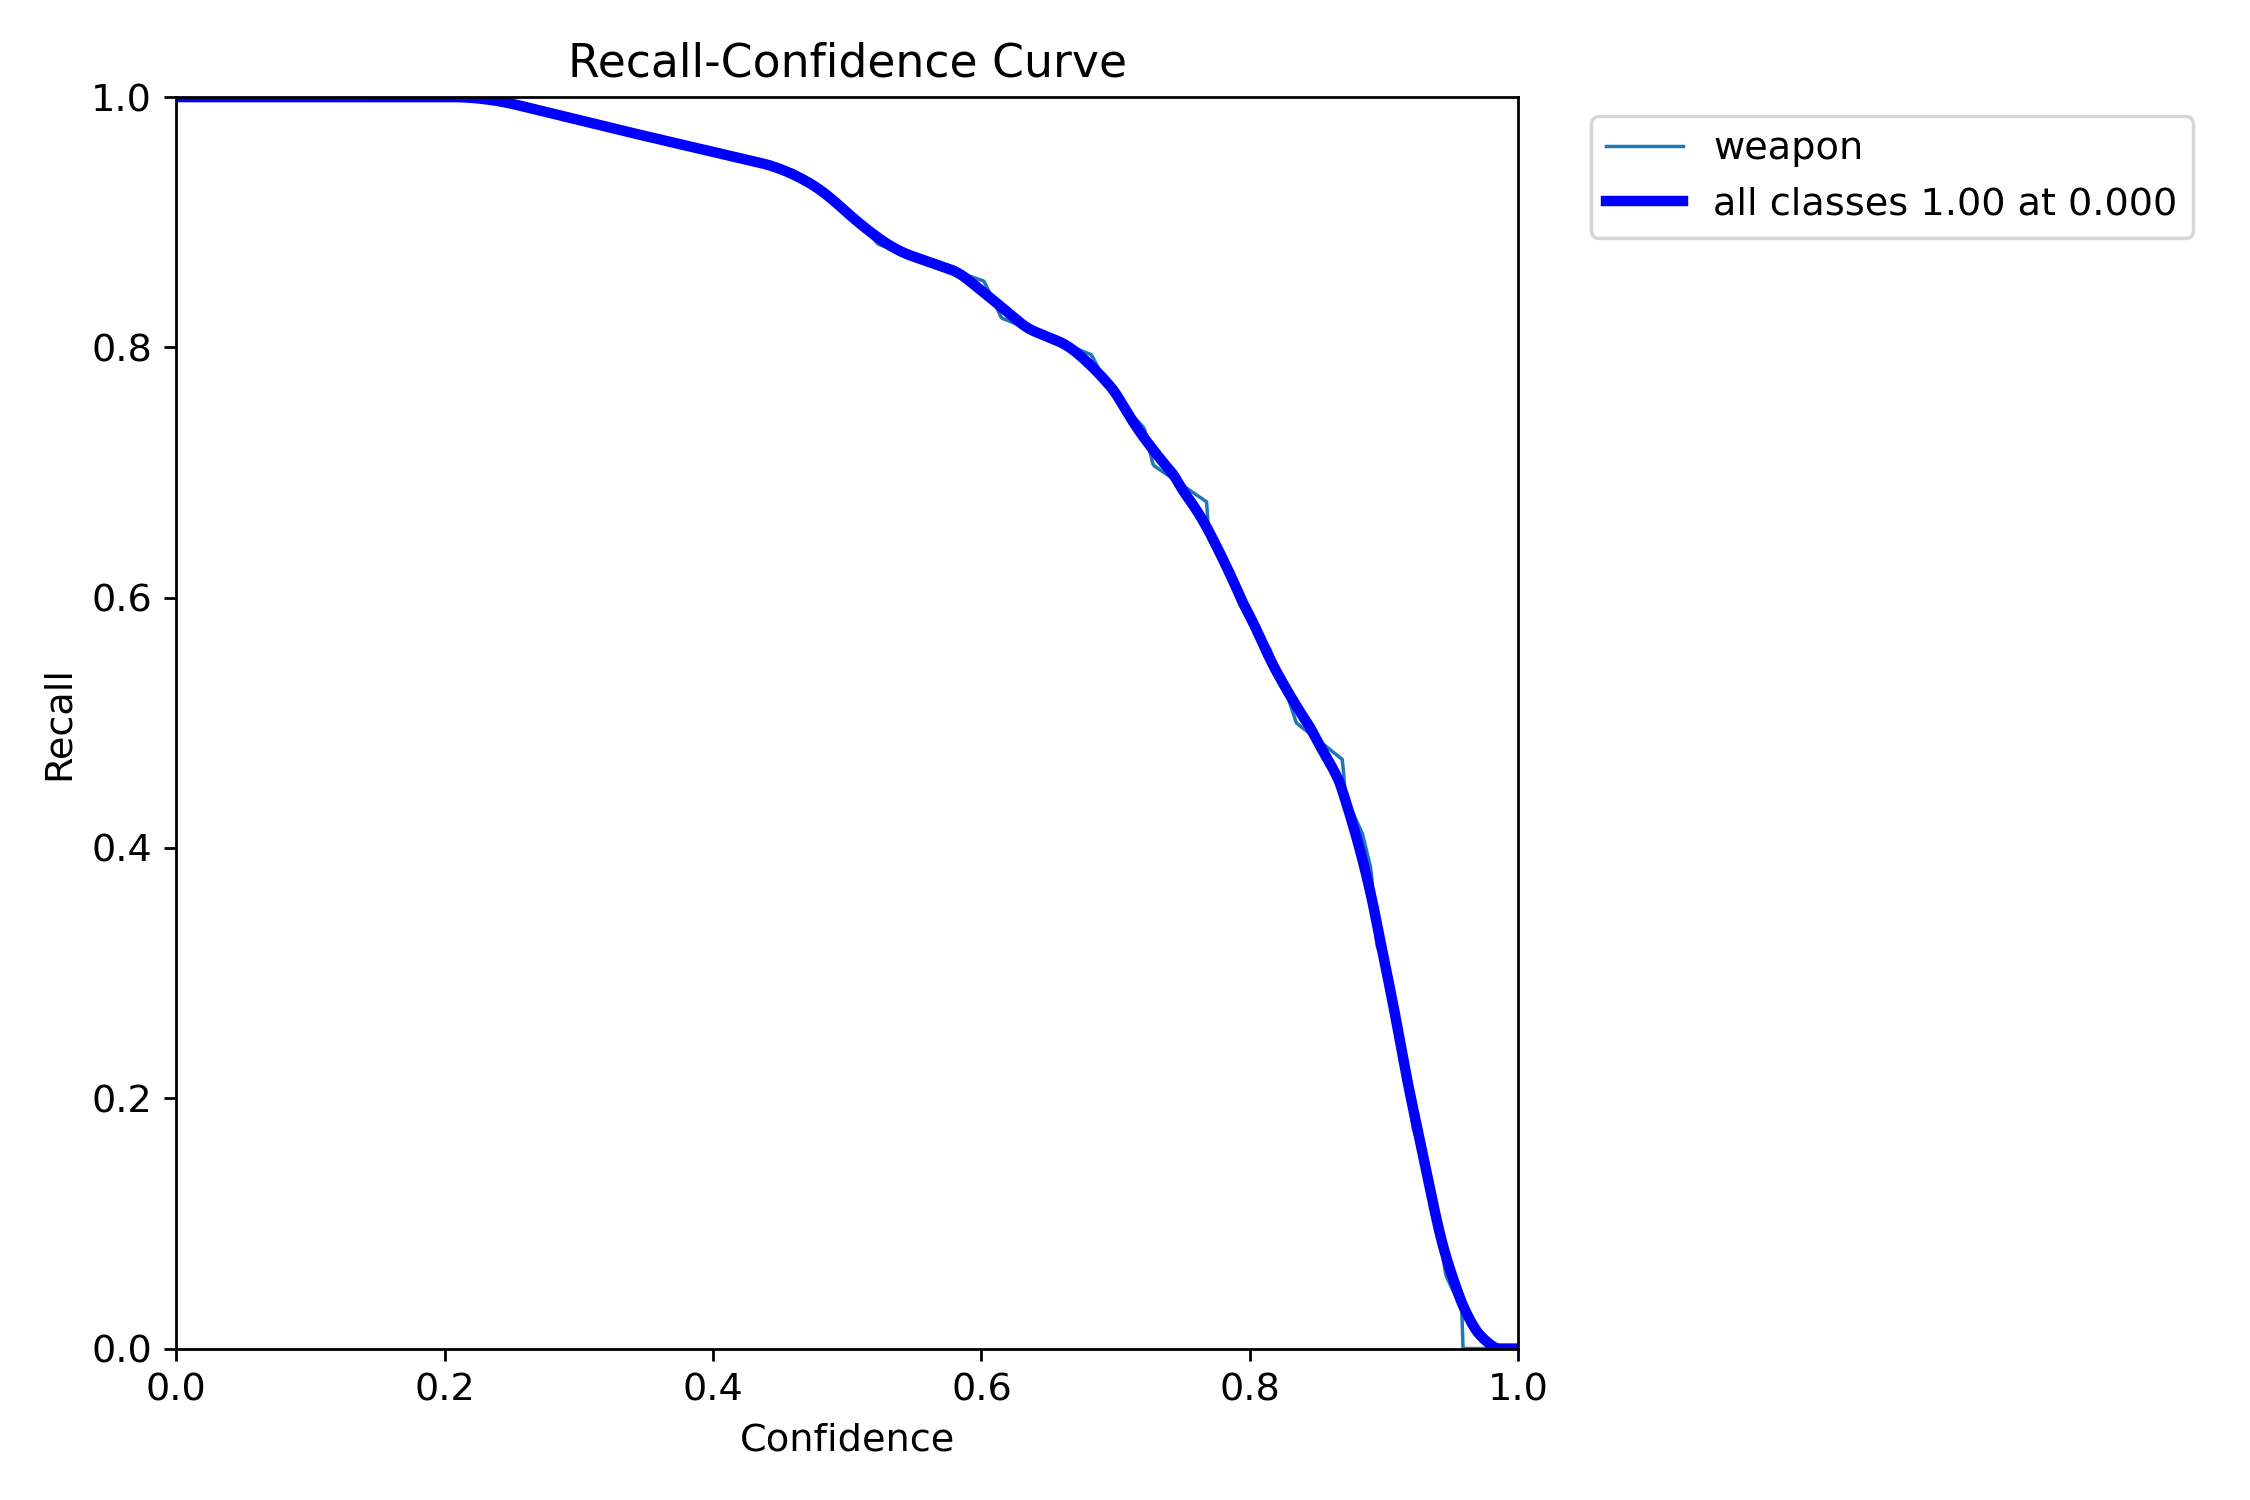 Recall-Confidence Curve
weapon
all classes 1.00 at 0.000
Recall
1.0
0.8
0.6
0.4
0.2
0.0
0.0 0.2 0.4 0.6 0.8 1.0
Confidence